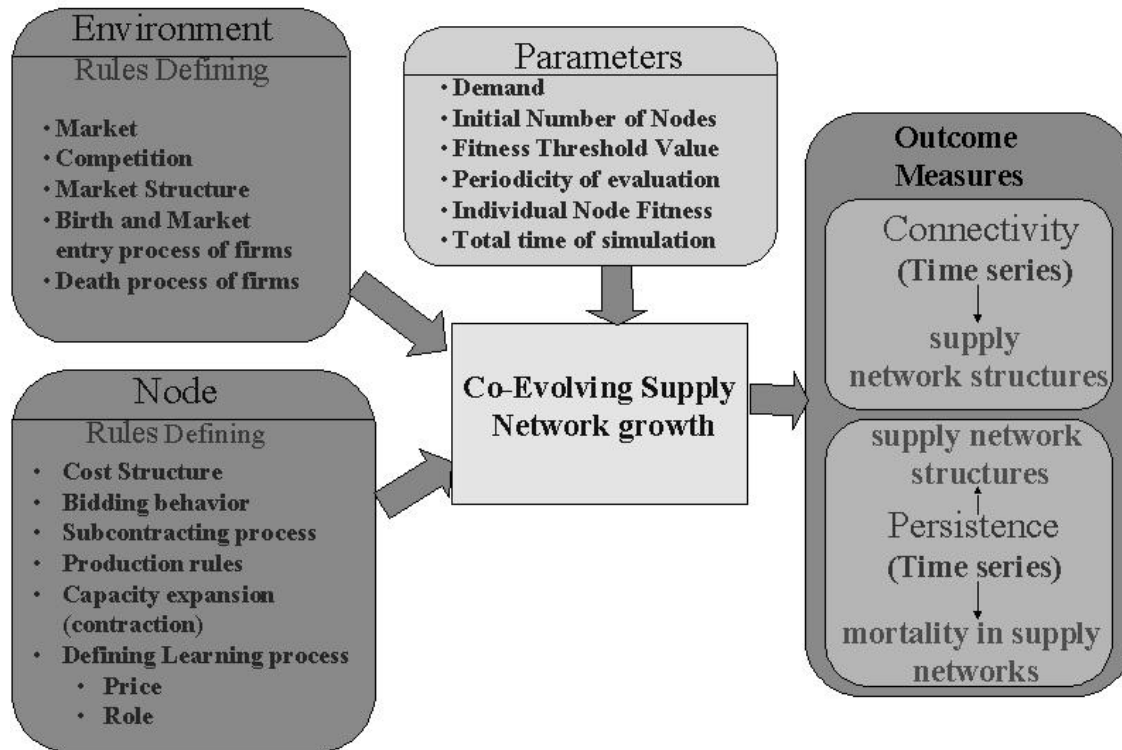 Environment
Rules Defining
· Market
· Competition
· Market Structure
· Birth and Market
entry process of firms
· Death process of firms
Parameters
· Demand
· Initial Number of Nodes
· Fitness Threshold Value
· Periodicity of evaluation
· Individual Node Fitness
· Total time of simulation
Node
Rules Defining
· Cost Structure
· Bidding behavior
· Subcontracting process
· Production rules
· Capacity expansion
(contraction)
· Defining Learning process
· Price
· Role
Co-Evolving Supply
Network growth
Outcome
Measures
Connectivity
(Time series)
supply
network structures
supply network
structures
Persistence
(Time series)
mortality in supply
networks